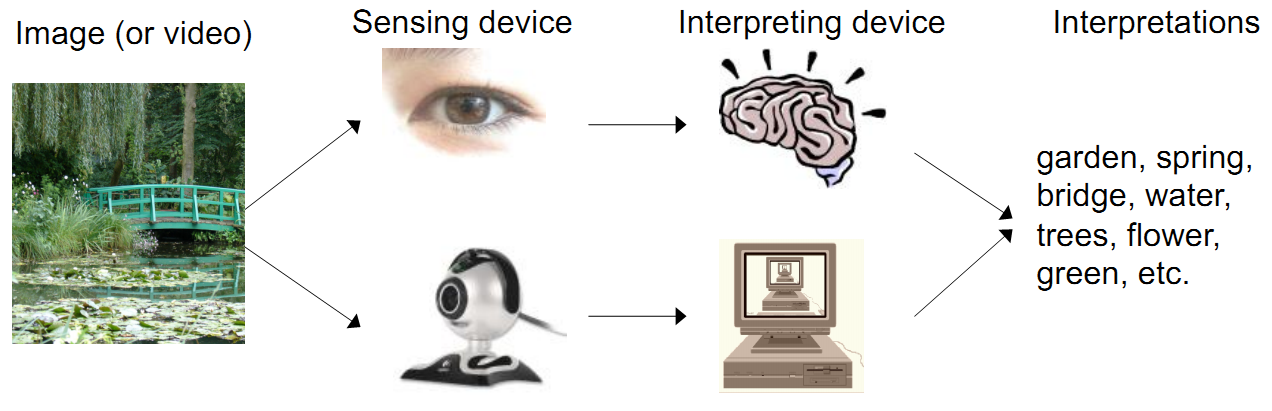 Image (or video)
Sensing device
Interpreting device
Interpretations
garden, spring,
bridge, water,
trees, flower,
green, etc.